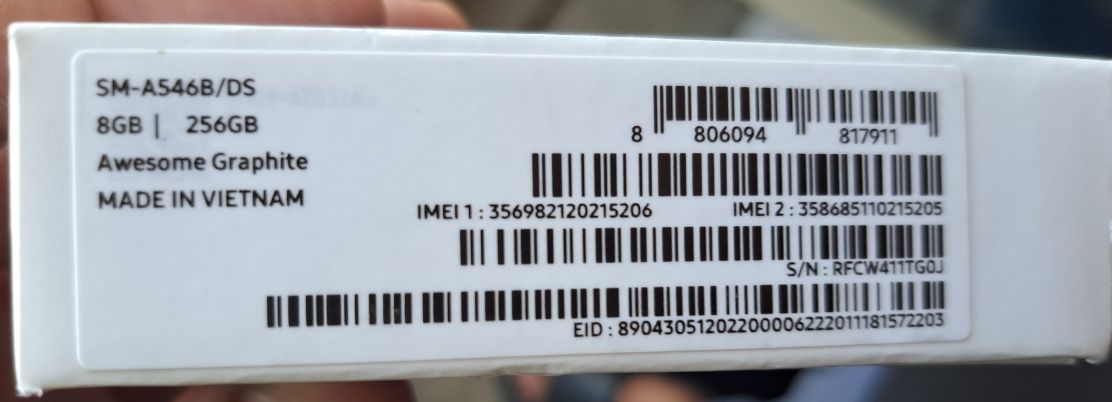 SM-A546B/DS
8GB | 256GB
Awesome Graphite
MADE IN VIETNAM
8 806094 817911
IMEI 1 : 356982120215206 IMEI 2 : 358685110215205
S/N : RFCW411TG0J
EID : 89043051202200006222011181572203